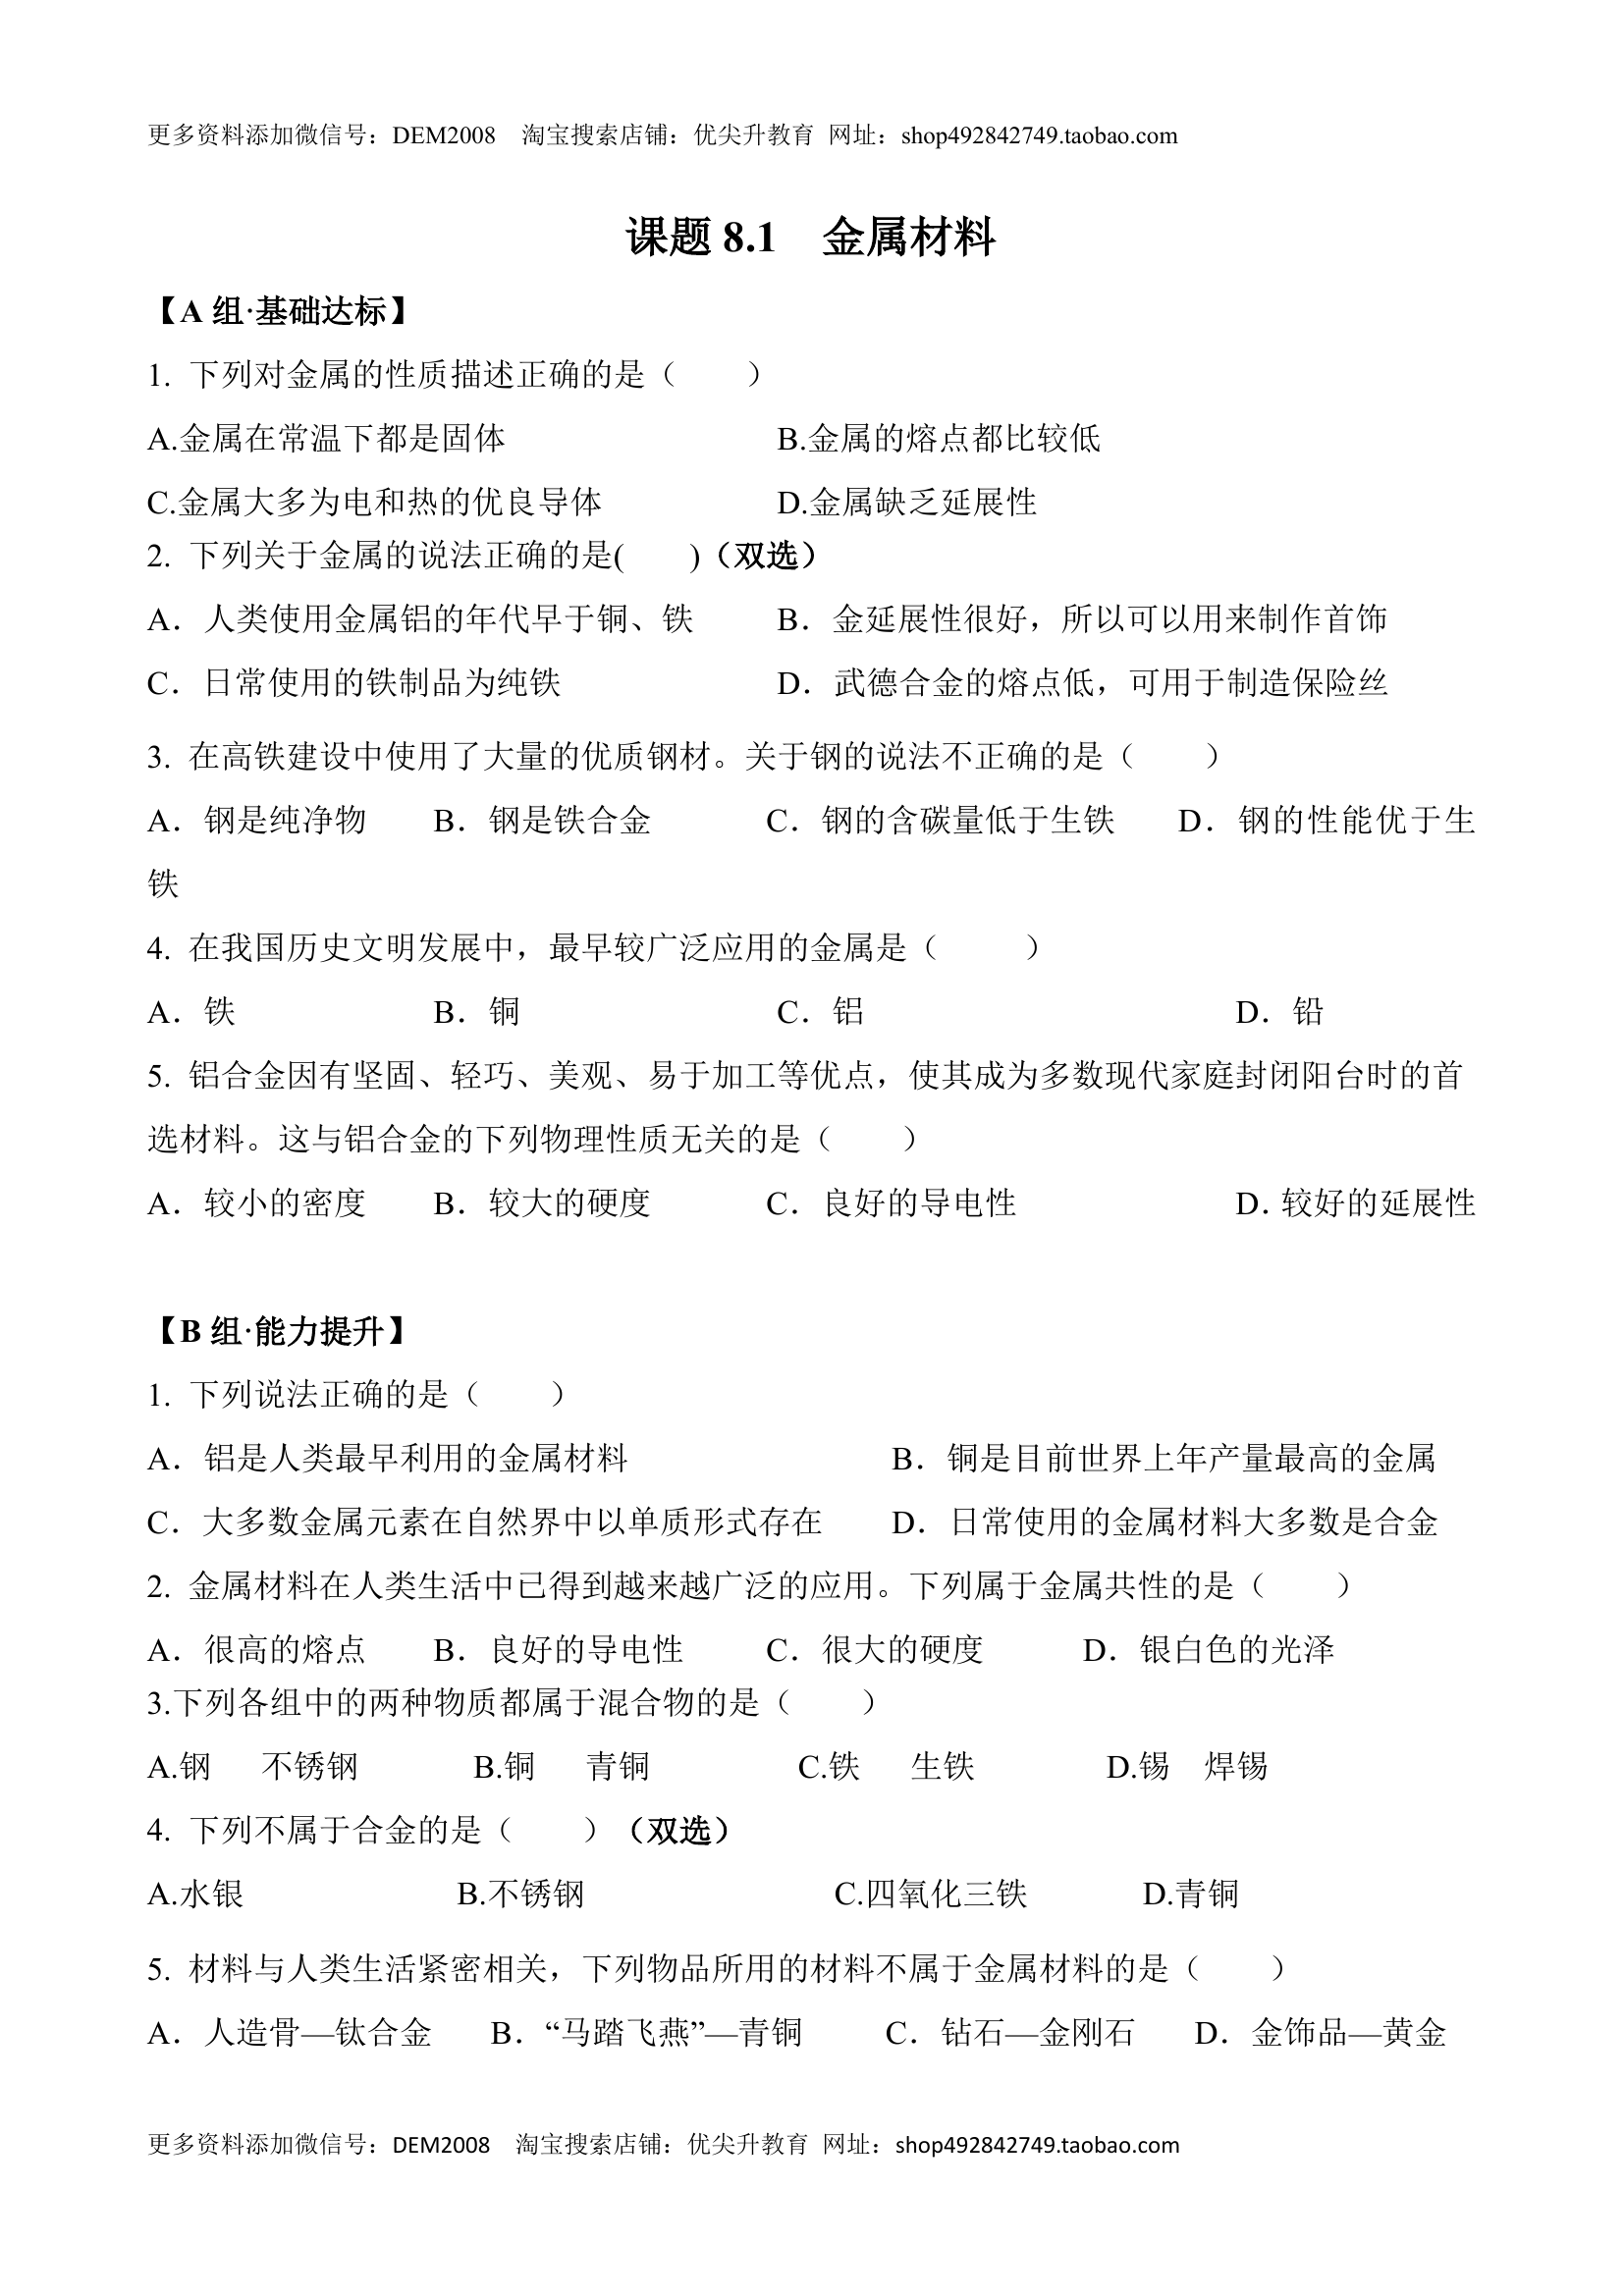 更多资料添加微信号：DEM2008 淘宝搜索店铺：优尖升教育 网址：shop492842749.taobao.com
课题 8.1 金属材料
【A 组·基础达标】
1. 下列对金属的性质描述正确的是（ ）
A.金属在常温下都是固体 B.金属的熔点都比较低
C.金属大多为电和热的优良导体 D.金属缺乏延展性
2. 下列关于金属的说法正确的是( )（双选）
A．人类使用金属铝的年代早于铜、铁 B．金延展性很好，所以可以用来制作首饰
C．日常使用的铁制品为纯铁 D．武德合金的熔点低，可用于制造保险丝
3. 在高铁建设中使用了大量的优质钢材。关于钢的说法不正确的是（ ）
A．钢是纯净物 B．钢是铁合金 C．钢的含碳量低于生铁 D．钢的性能优于生
铁
4. 在我国历史文明发展中，最早较广泛应用的金属是（ ）
A．铁 B．铜 C．铝 D．铅
5. 铝合金因有坚固、轻巧、美观、易于加工等优点，使其成为多数现代家庭封闭阳台时的首
选材料。这与铝合金的下列物理性质无关的是（ ）
A．较小的密度 B．较大的硬度 C．良好的导电性 D．较好的延展性
【B 组·能力提升】
1. 下列说法正确的是（ ）
A．铝是人类最早利用的金属材料 B．铜是目前世界上年产量最高的金属
C．大多数金属元素在自然界中以单质形式存在 D．日常使用的金属材料大多数是合金
2. 金属材料在人类生活中已得到越来越广泛的应用。下列属于金属共性的是（ ）
A．很高的熔点 B．良好的导电性 C．很大的硬度 D．银白色的光泽
3.下列各组中的两种物质都属于混合物的是（ ）
A.钢 不锈钢 B.铜 青铜 C.铁 生铁 D.锡 焊锡
4. 下列不属于合金的是（ ）（双选）
A.水银 B.不锈钢 C.四氧化三铁 D.青铜
5. 材料与人类生活紧密相关，下列物品所用的材料不属于金属材料的是（ ）
A．人造骨—钛合金 B．“马踏飞燕”—青铜 C．钻石—金刚石 D．金饰品—黄金
更多资料添加微信号：DEM2008 淘宝搜索店铺：优尖升教育 网址：shop492842749.taobao.com